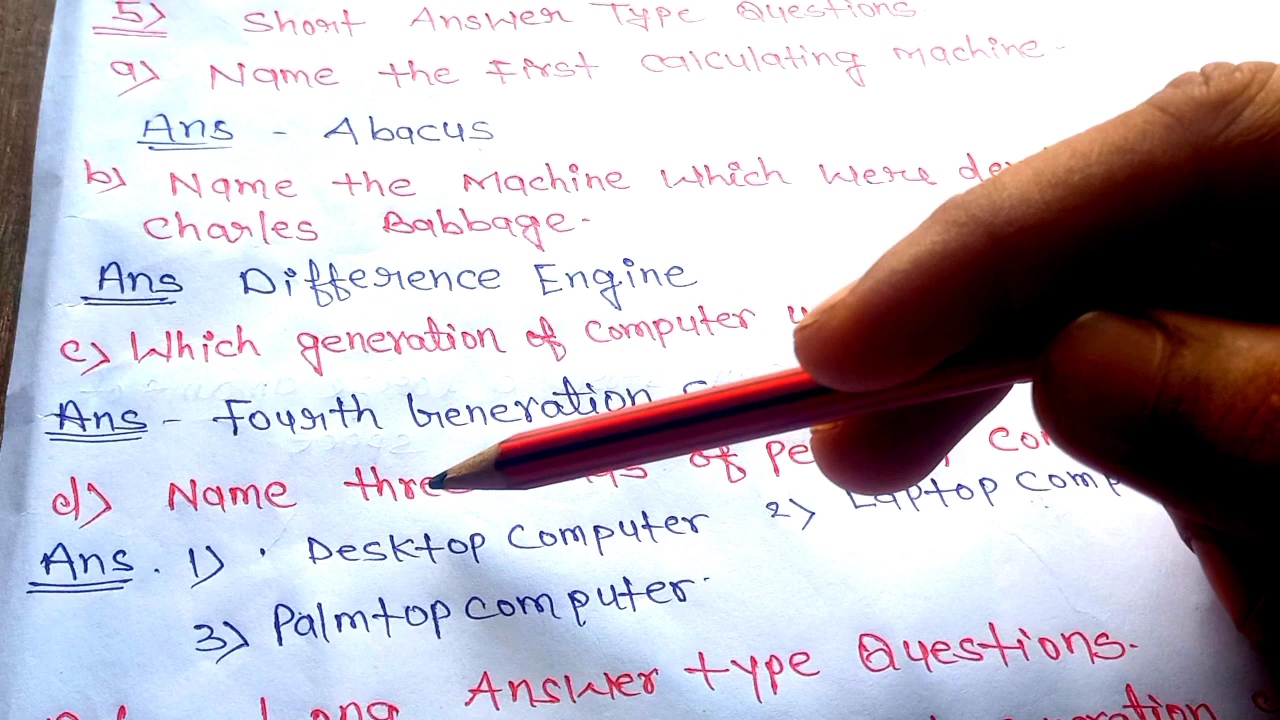 5) Short Answer Type Questions
a) Name the First calculating machine-
Ans - Abacus
b) Name the Machine which were
Charles Babbage-
Ans Difference Engine
c) Which generation of computer
Ans - Fourth Generation
d) Name of
Ans. 1) Desktop computer 2) Laptop
3) Palmtop computer.
Long Answer type Questions.